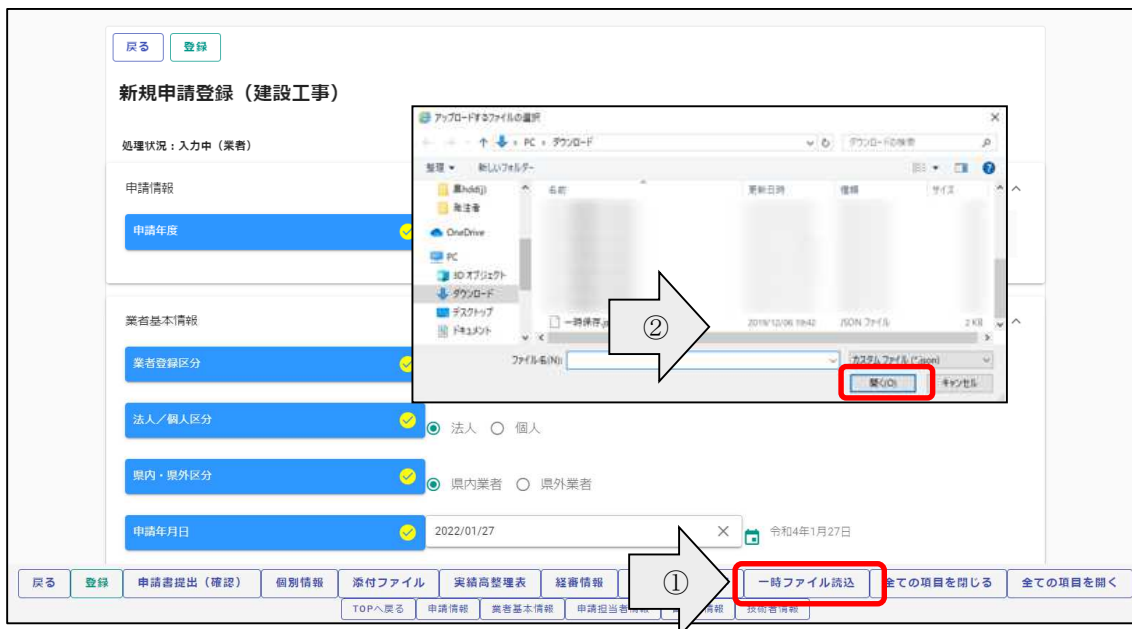 戻る 登録
新規申請登録（建設工事）
処理状況：入力中（業者）
申請情報
申請年度
業者基本情報
業者登録区分
法人／個人区分
法人 個人
県内・県外区分
県内業者 県外業者
申請年月日
2022/01/27
令和4年1月27日
アップロードするファイルの選択
PC ダウンロード
ダウンロードの検索
整理 新しいフォルダー
名前 更新日時 種類 サイズ
発注者
OneDrive
PC
3D オブジェクト
ダウンロード
デスクトップ
ドキュメント
一時保存.js 2019/12/06 19:42 JSON ファイル 2 KB
②
ファイル名(N):
カスタム ファイル (*.json)
開く(O) キャンセル
①
戻る 登録 申請書提出（確認） 個別情報 添付ファイル 実績高整理表 経審情報 一時ファイル読込 全ての項目を閉じる 全ての項目を開く
TOPへ戻る 申請情報 業者基本情報 申請担当者情報 情報 技術者情報